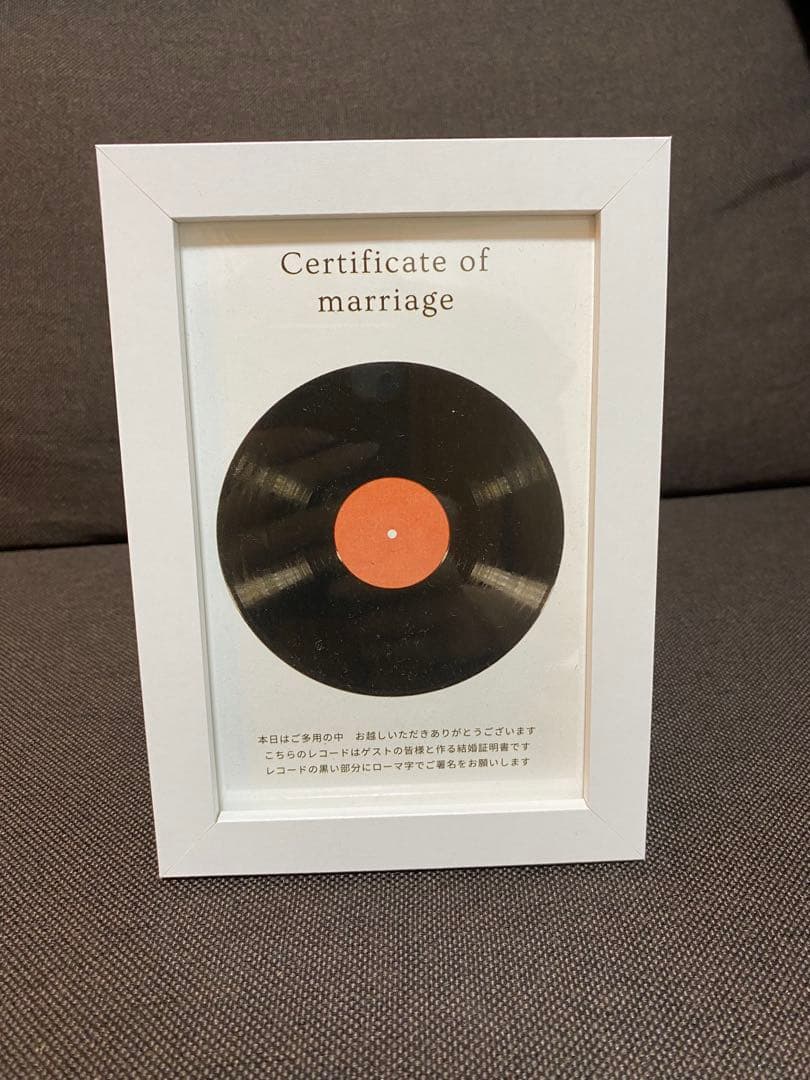 Certificate of
marriage
本日はご多用の中　お越しいただきありがとうございます
こちらのレコードはゲストの皆様と作る結婚証明書です
レコードの黒い部分にローマ字でご署名をお願いします